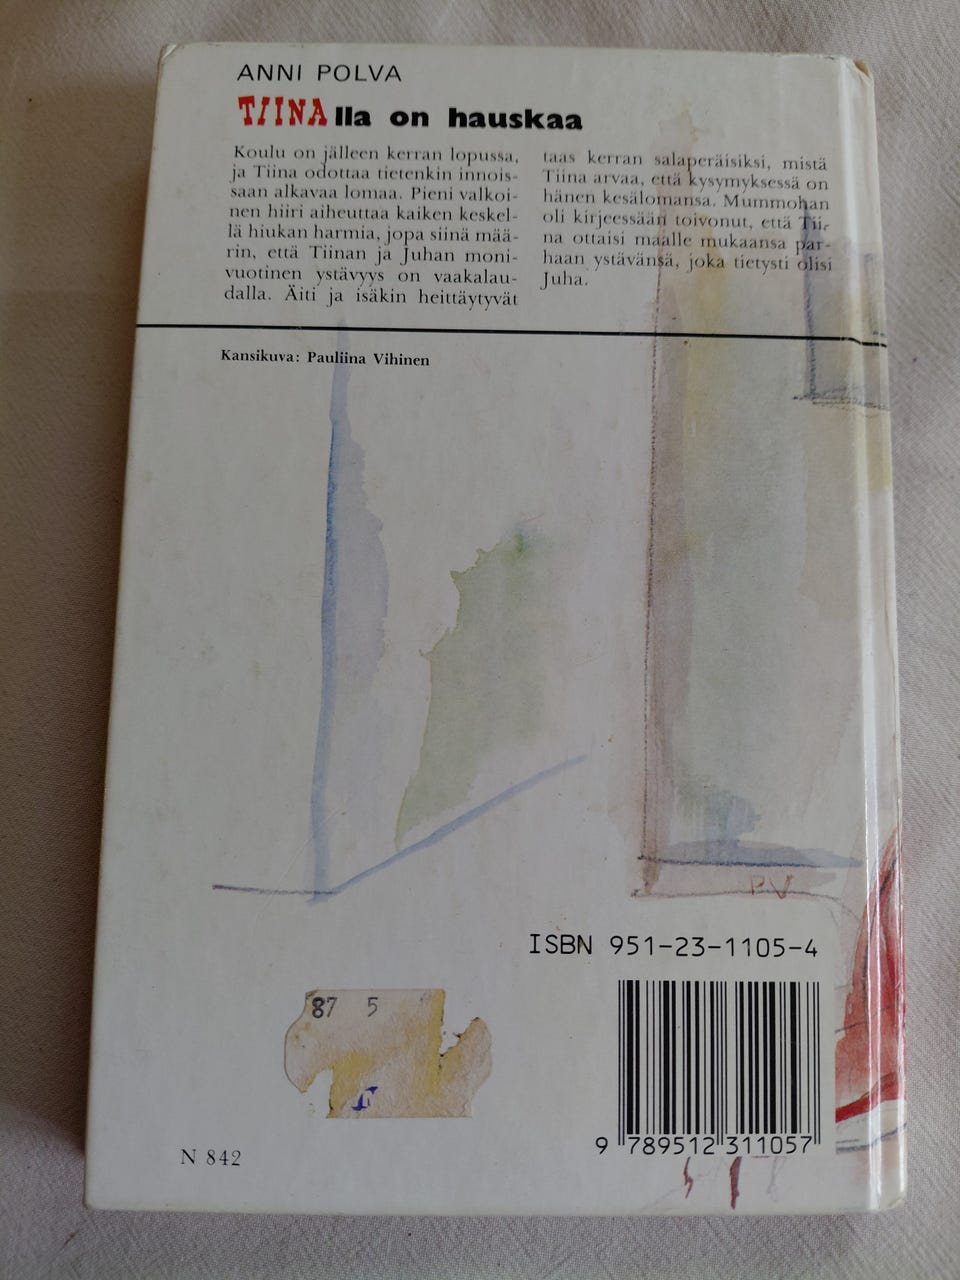 ANNI POLVA
TIINAlla on hauskaa
Koulu on jälleen kerran lopussa,
ja Tiina odottaa tietenkin innois-
saan alkavaa lomaa. Pieni valkoi-
nen hiiri aiheuttaa kaiken keskel-
lä hiukan harmia, jopa siinä mää-
rin, että Tiinan ja Juhan moni-
vuotinen ystävyys on vaakalau-
dalla. Äiti ja isäkin heittäytyvät
taas kerran salaperäisiksi, mistä
Tiina arvaa, että kysymyksessä on
hänen kesälomansa. Mummohan
oli kirjeessään toivonut, että Tii-
na ottaisi maalle mukaansa par-
haan ystävänsä, joka tietysti olisi
Juha.
Kansikuva: Pauliina Vihinen
PV
ISBN 951-23-1105-4
87 5
9 789512 311057
N 842